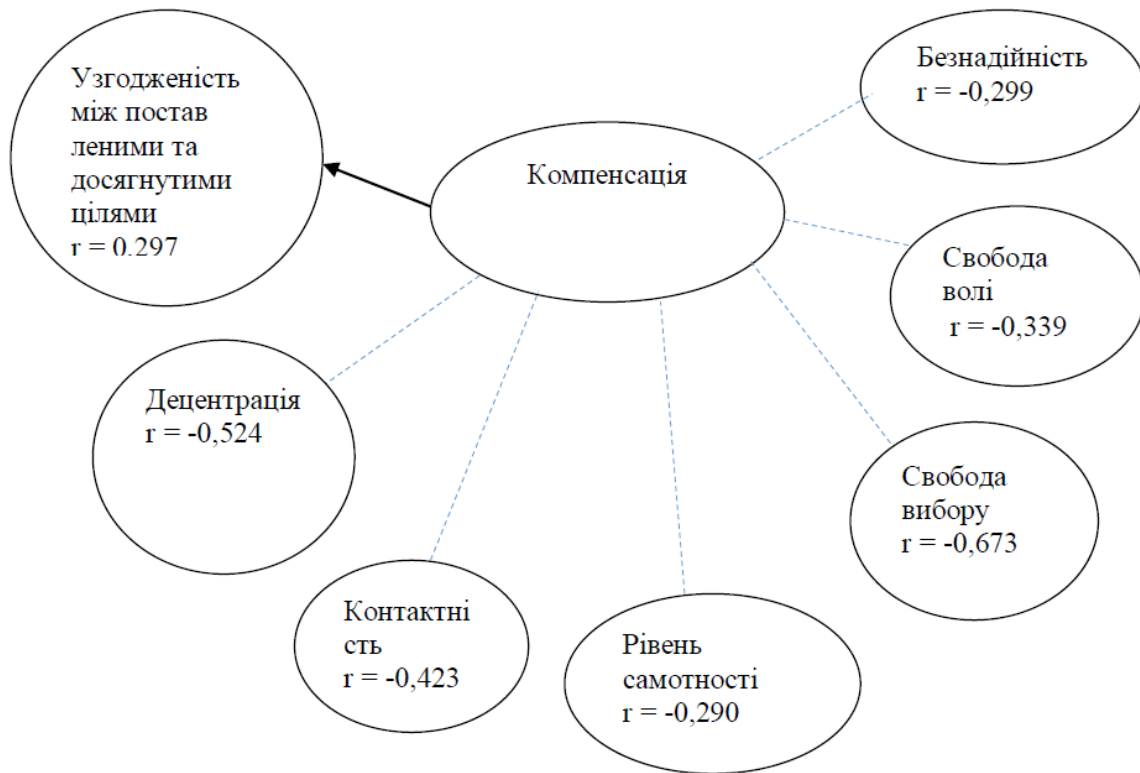 Узгодженість
між постав
леними та
досягнутими
цілями
r = 0.297
Компенсація
Безнадійність
r = -0,299
Свобода
волі
r = -0,339
Свобода
вибору
r = -0,673
Рівень
самотності
r = -0,290
Контактні
сть
r = -0,423
Децентрація
r = -0,524